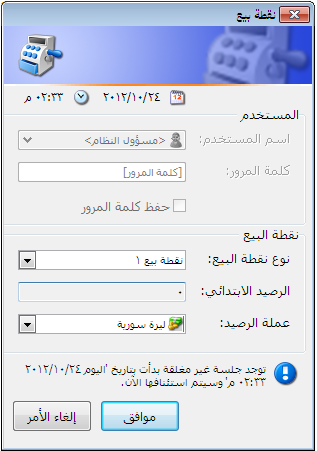 نقطة بيع
٢٠١٢/١٠/٢٤ ٠٢:٣٣ م
المستخدم
اسم المستخدم: <مسؤول النظام>
كلمة المرور: [كلمة المرور]
حفظ كلمة المرور
نقطة البيع
نوع نقطة البيع: نقطة بيع ١
الرصيد الابتدائي: ٠
عملة الرصيد: ليرة سورية
توجد جلسة غير مغلقة بدأت بتاريخ 'اليوم ٢٠١٢/١٠/٢٤
٠٢:٣٣ م' وسيتم استئنافها الآن.
موافق إلغاء الأمر